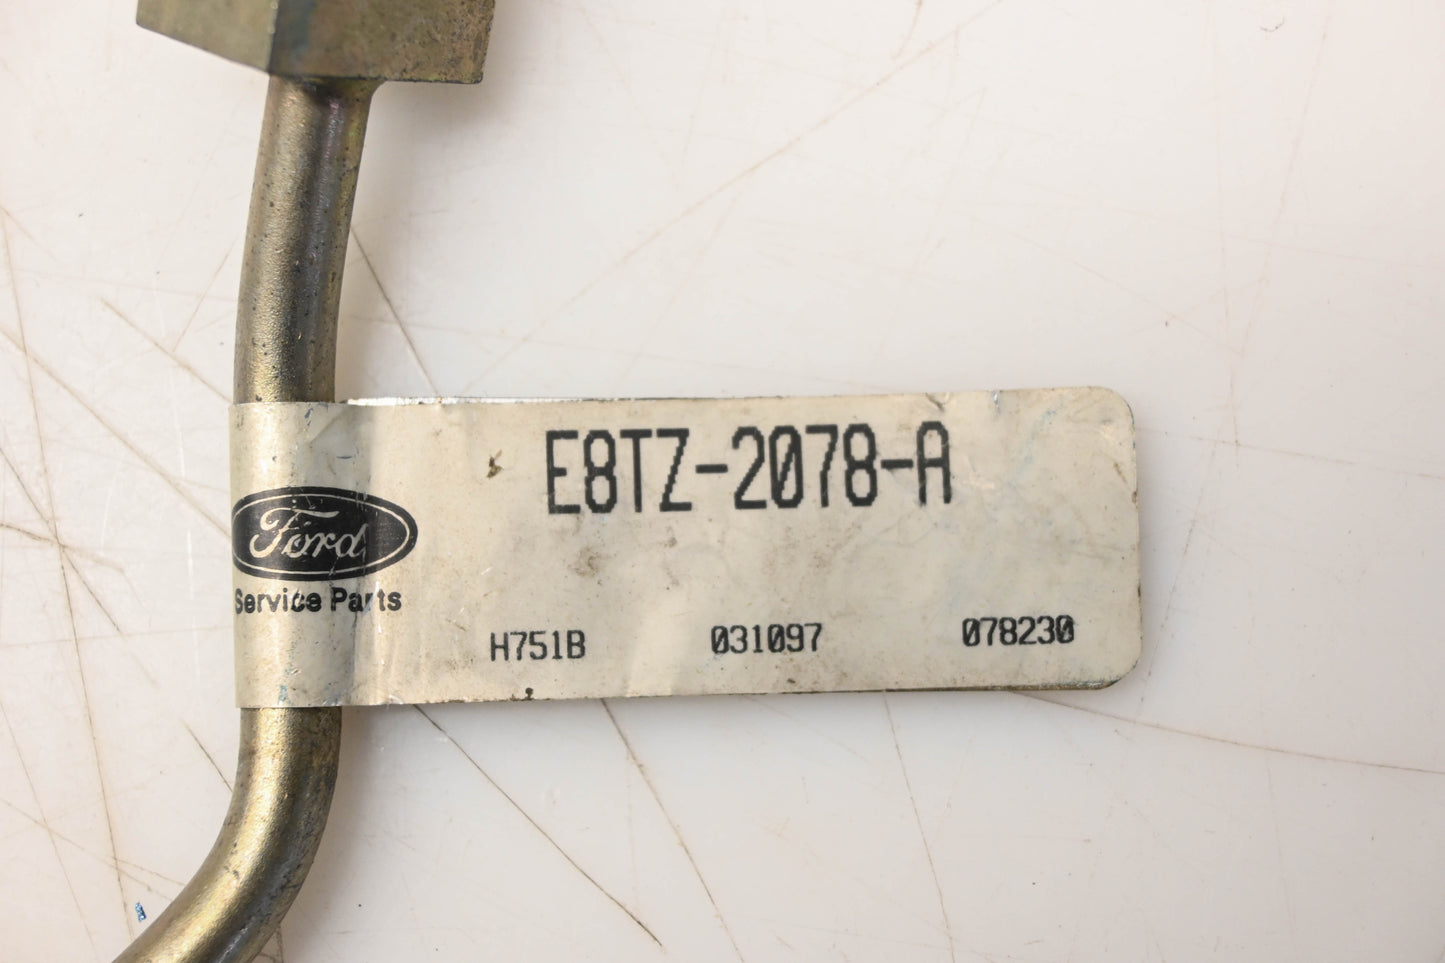 E8TZ-2078-A
Ford
Service Parts
H751B 031097 078230